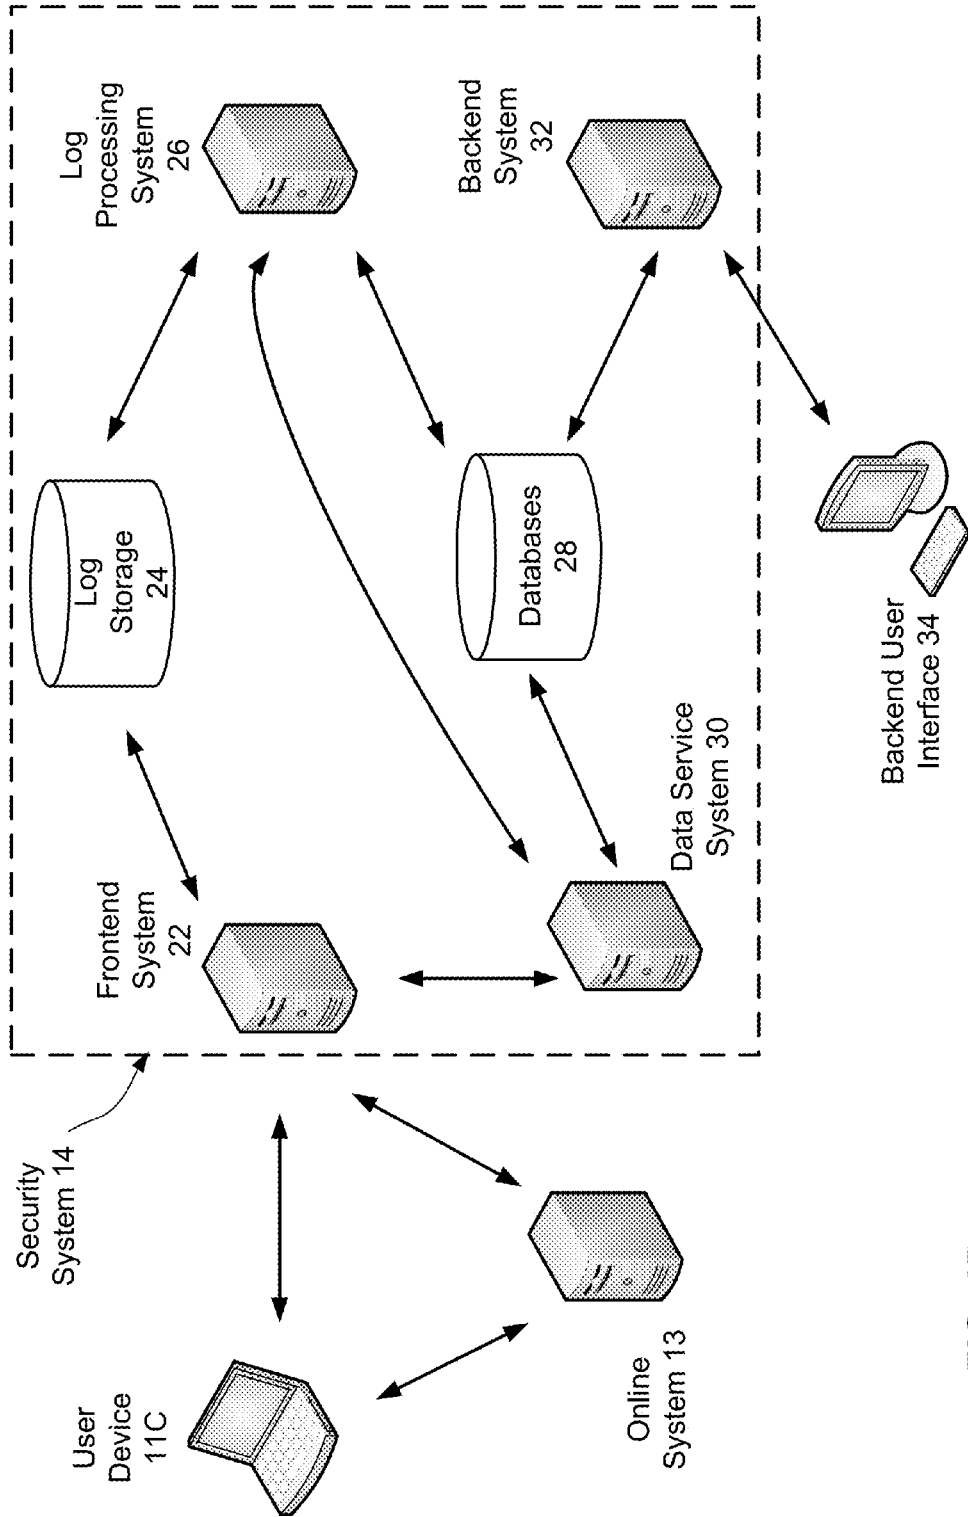 Security
System 14
User
Device
11C
Online
System 13
Frontend
System
22
Data Service
System 30
Log
Storage
24
Databases
28
Log
Processing
System
26
Backend
System
32
Backend User
Interface 34